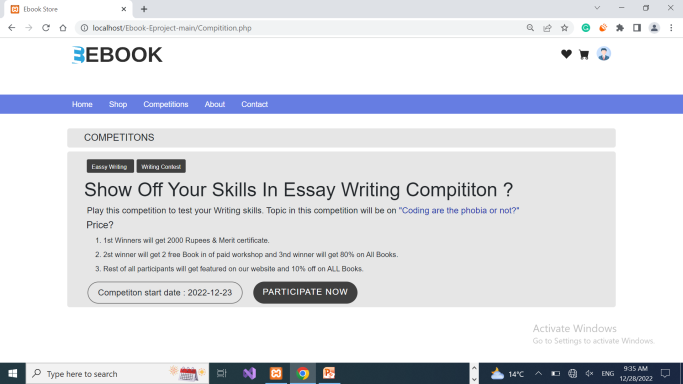 Ebook Store
localhost/Ebook-Eproject-main/Compitition.php
EBOOK
Home Shop Competitions About Contact
COMPETITONS
Eassy Writing Writing Contest
Show Off Your Skills In Essay Writing Compititon ?
Play this competition to test your Writing skills. Topic in this competition will be on "Coding are the phobia or not?"
Price?
1. 1st Winners will get 2000 Rupees & Merit certificate.
2. 2st winner will get 2 free Book in of paid workshop and 3nd winner will get 80% on All Books.
3. Rest of all participants will get featured on our website and 10% off on ALL Books.
Competiton start date : 2022-12-23 PARTICIPATE NOW
Activate Windows
Go to Settings to activate Windows.
Type here to search
14°C
ENG
9:35 AM
12/28/2022